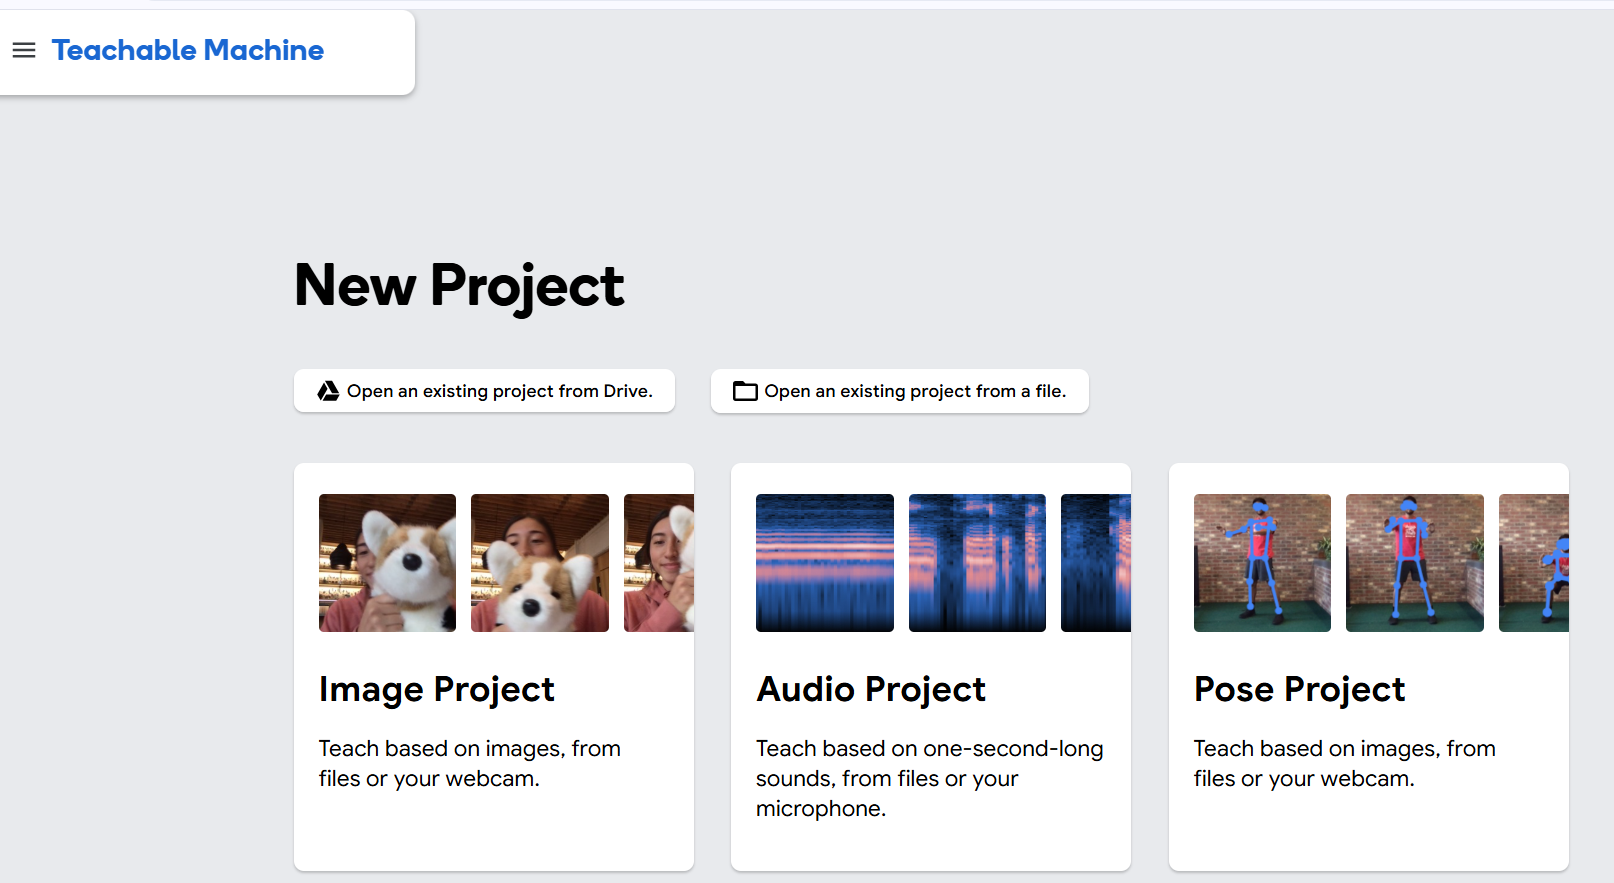 Teachable Machine
New Project
Open an existing project from Drive.
Open an existing project from a file.
Image Project
Teach based on images, from
files or your webcam.
Audio Project
Teach based on one-second-long
sounds, from files or your
microphone.
Pose Project
Teach based on images, from
files or your webcam.